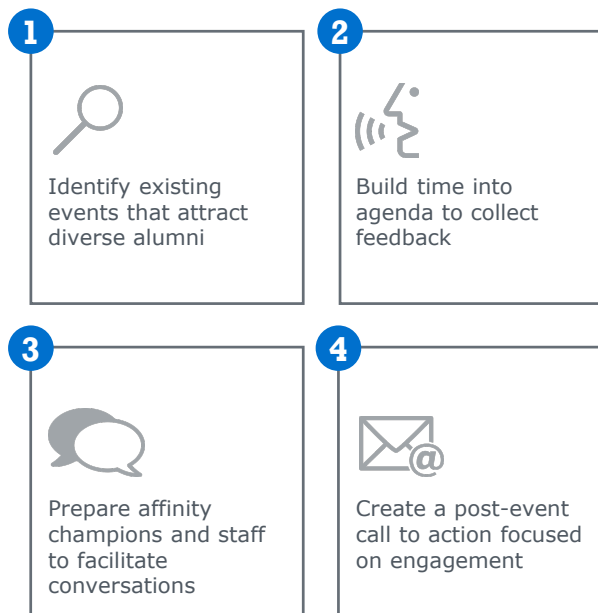 1
Identify existing
events that attract
diverse alumni
2
Build time into
agenda to collect
feedback
3
Prepare affinity
champions and staff
to facilitate
conversations
4
@
Create a post-event
call to action focused
on engagement